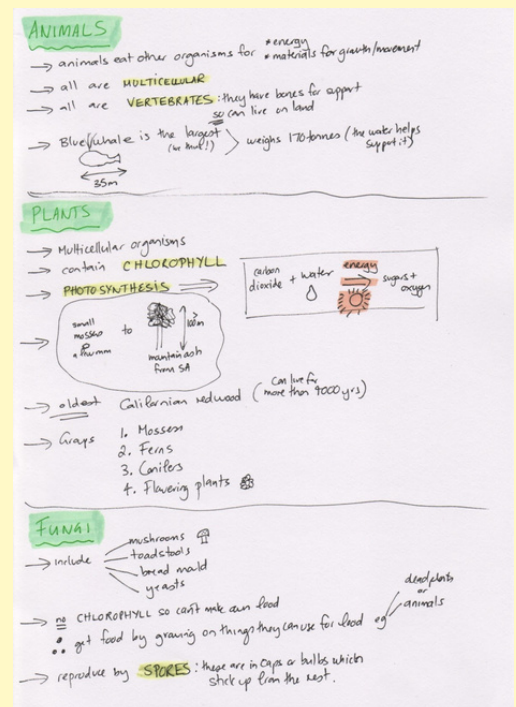 ANIMALS
→ animals eat other organisms for * energy
* materials for growth/movement
→ all are MULTICELLULAR
→ all are VERTEBRATES: they have bones for support
so can live on land
→ Blue Whale is the largest
(we think!)
weighs 170 tonnes (the water helps
support it)
35m
PLANTS
→ Multicellular organisms
→ contain CHLOROPHYLL
→ PHOTOSYNTHESIS
carbon
dioxide + water energy sugars +
oxygen
→ small
mosses to 100m
mountain ash
from SA
→ oldest Californian redwood (can live for
more than 4000 yrs)
→ Groups 1. Mosses
2. Ferns
3. Conifers
4. Flowering plants
FUNGI
→ include mushrooms
toadstools
bread mould
yeasts
→ no CHLOROPHYLL so can't make own food
∴ get food by growing on things they can use for food eg dead plants
or
animals
→ reproduce by SPORES: these are in caps or bulbs which
stick up from the rest.